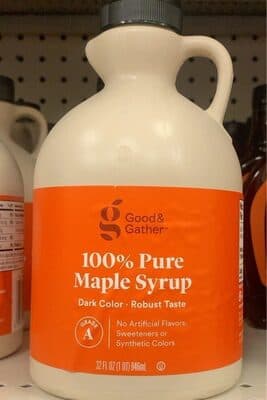 Good&
Gather™
100% Pure
Maple Syrup
Dark Color · Robust Taste
GRADE
A
No Artificial Flavors,
Sweeteners or
Synthetic Colors
32 FL OZ (1 QT) 946mL